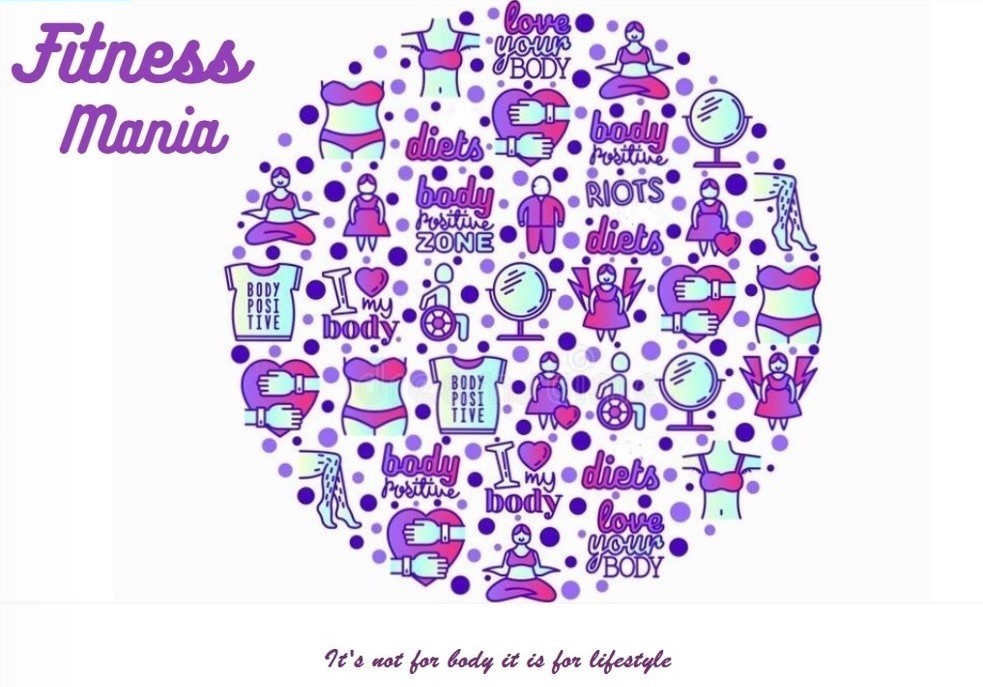 Fitness
Mania
love
your
BODY
diets
body
Positive
body
Positive
ZONE
RIOTS
diets
BODY
POSI
TIVE
I my
body
BODY
POSI
TIVE
body
Positive
I my
body
diets
love
your
BODY
It's not for body it is for lifestyle